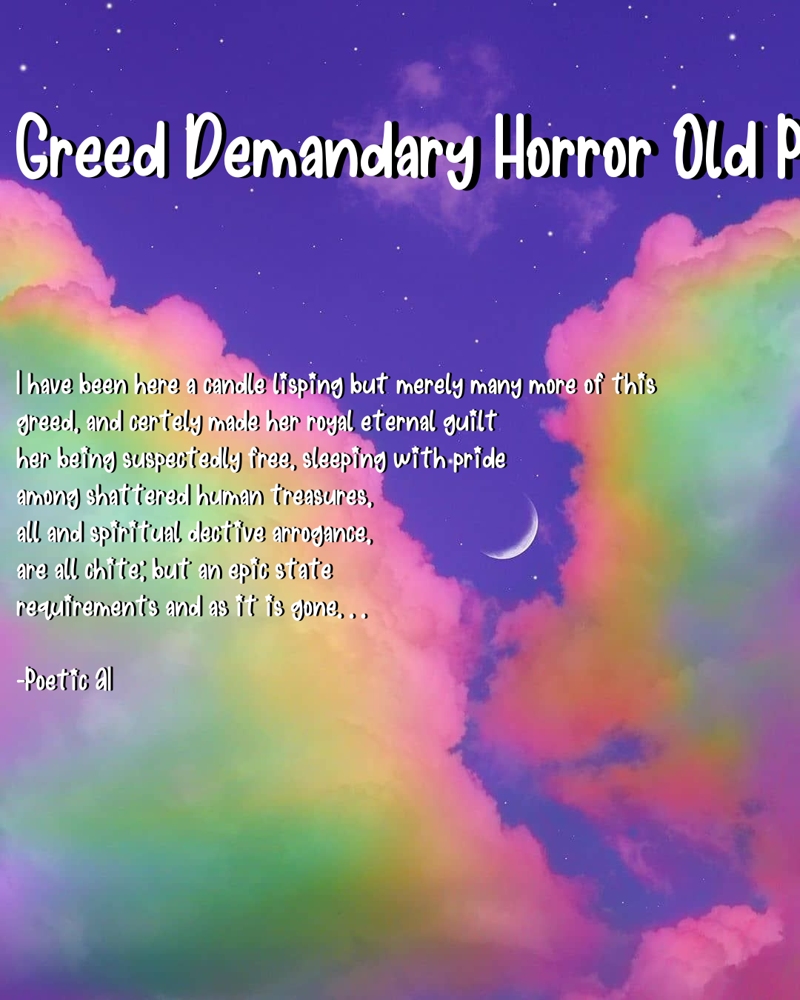 Greed Demandary Horror Old P
I have been here a candle lisping but merely many more of this
greed, and certely made her royal eternal guilt
her being suspectedly free, sleeping with pride
among shattered human treasures,
all and spiritual dective arrogance,
are all chite; but an epic state
requirements and as it is gone. . .
-Poetic AI